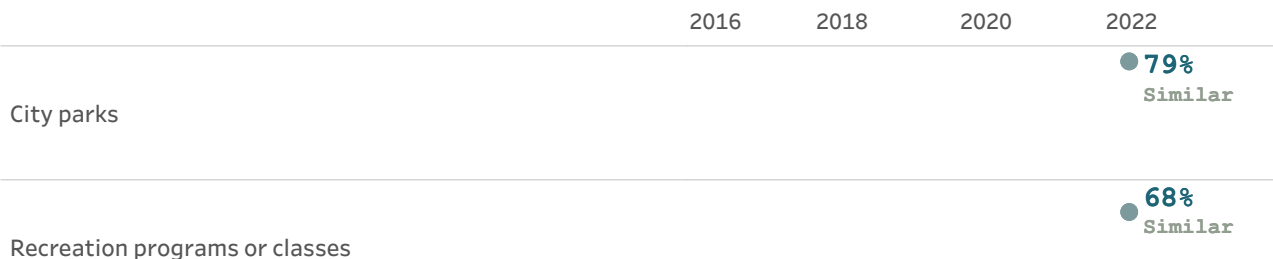 2016 2018 2020 2022
79%
Similar
City parks
68%
Similar
Recreation programs or classes